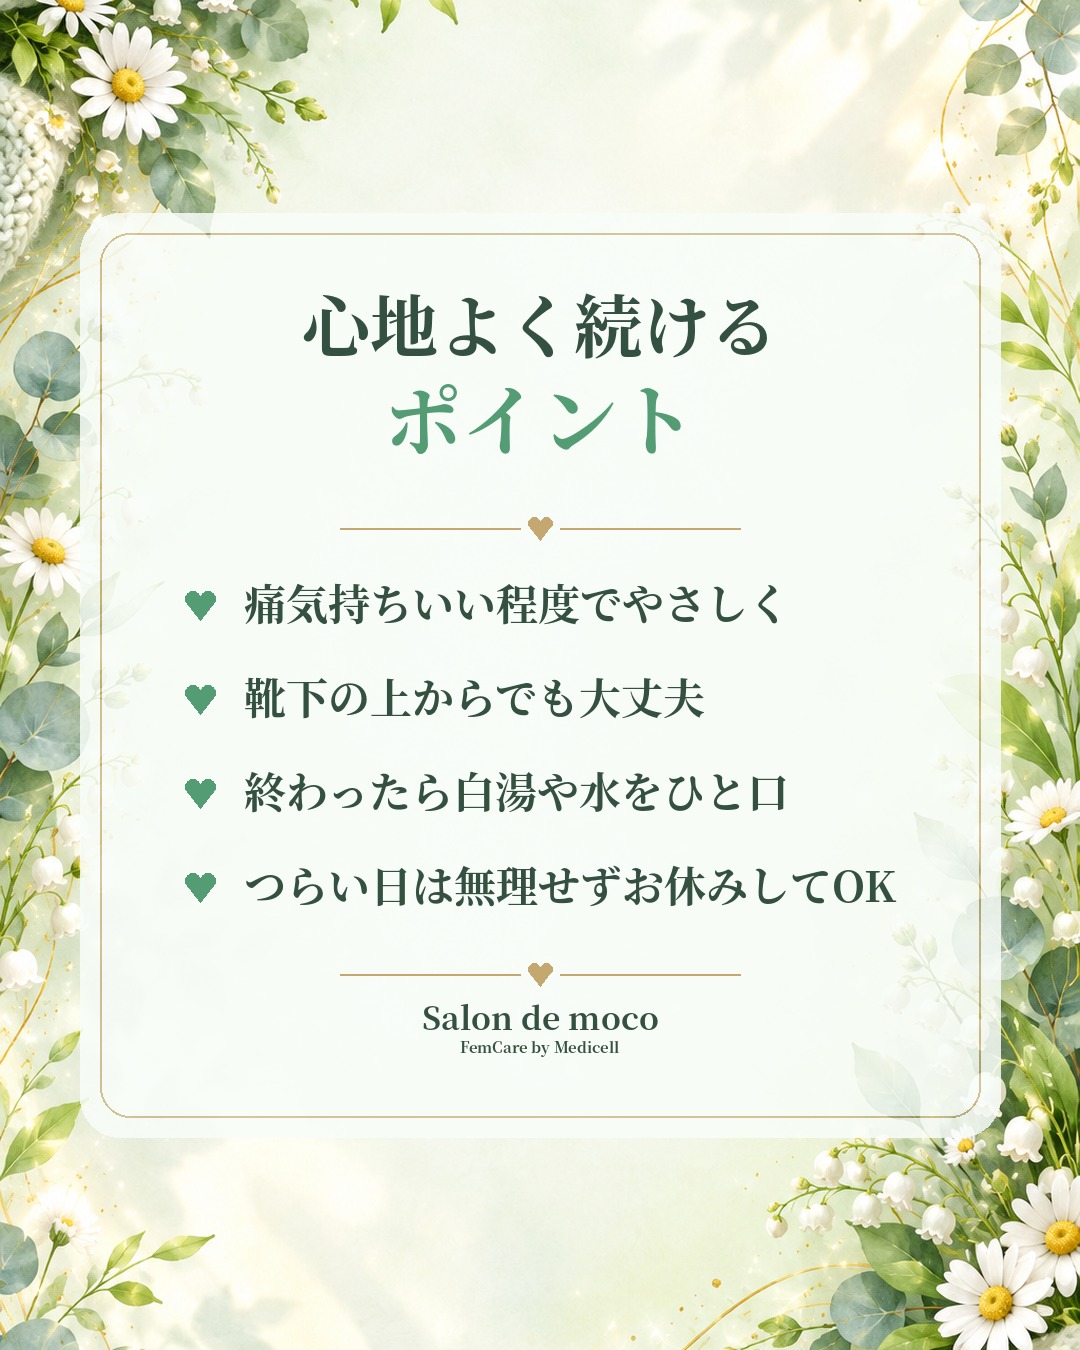 心地よく続ける
ポイント
♥ 痛気持ちいい程度でやさしく
♥ 靴下の上からでも大丈夫
♥ 終わったら白湯や水をひと口
♥ つらい日は無理せずお休みしてOK
Salon de moco
FemCare by Medicell